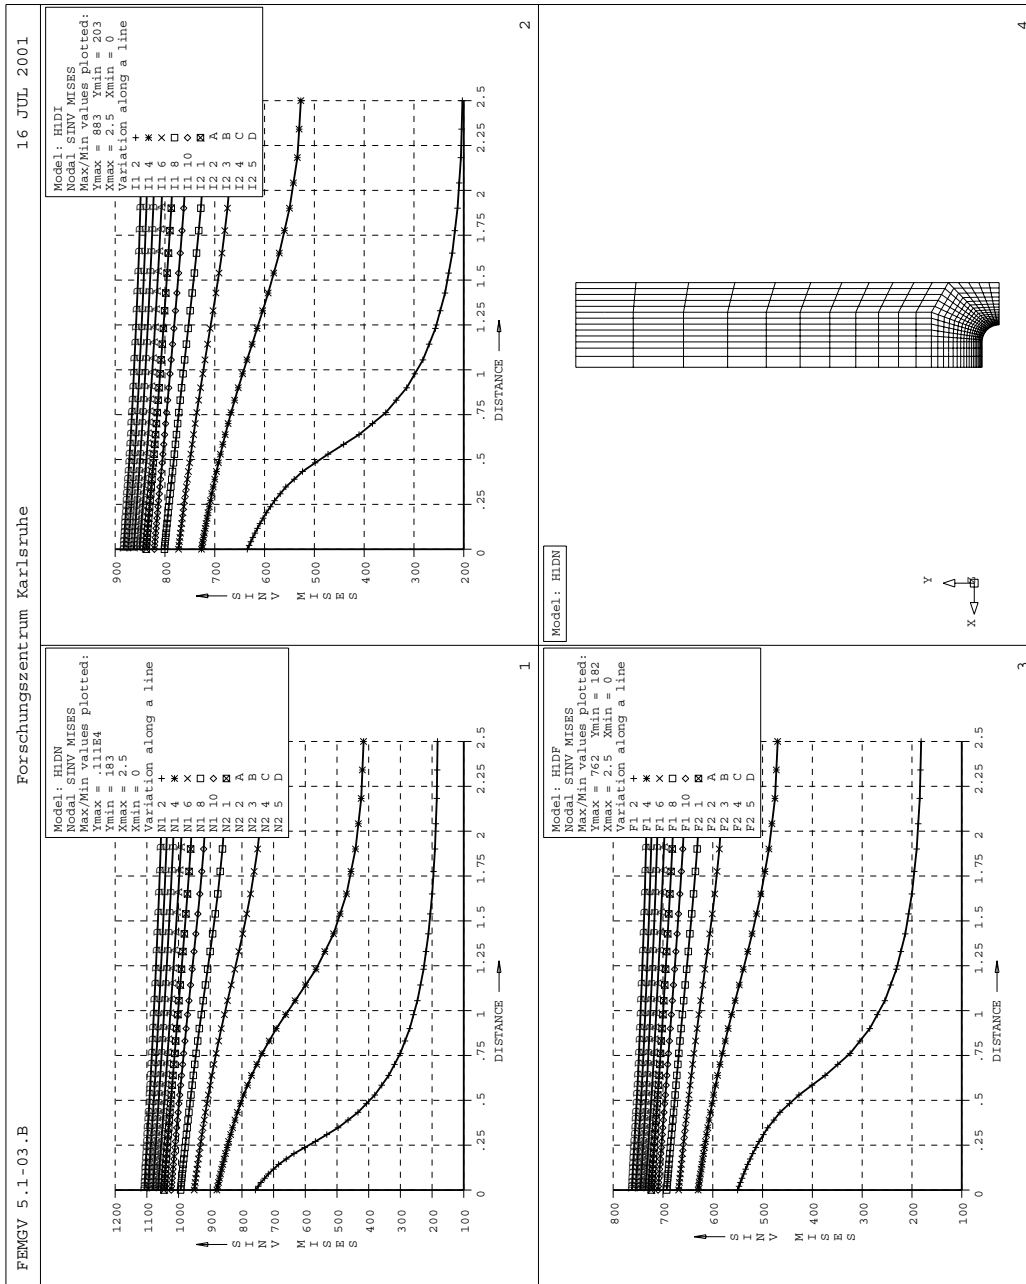 FEMGV 5.1-03.B Forschungszentrum Karlsruhe 16 JUL 2001
Model: H1DN
Nodal SINV MISES
Max/Min values plotted:
Ymax = .111E4
Ymin = 183
Xmax = 2.5
Xmin = 0
Variation along a line
N1 2 +
N1 4 ✱
N1 6 ×
N1 8 □
N1 10 ◇
N2 1 ⊠
N2 2 A
N2 3 B
N2 4 C
N2 5 D
1200
1100
1000
900
800
700
600
500
400
300
200
100
SINV MISES
0 .25 .5 .75 1 1.25 1.5 1.75 2 2.25 2.5
DISTANCE
1
Model: H1DI
Nodal SINV MISES
Max/Min values plotted:
Ymax = 883 Ymin = 203
Xmax = 2.5 Xmin = 0
Variation along a line
I1 2 +
I1 4 ✱
I1 6 ×
I1 8 □
I1 10 ◇
I2 1 ⊠
I2 2 A
I2 3 B
I2 4 C
I2 5 D
900
800
700
600
500
400
300
200
SINV MISES
0 .25 .5 .75 1 1.25 1.5 1.75 2 2.25 2.5
DISTANCE
2
Model: H1DF
Nodal SINV MISES
Max/Min values plotted:
Ymax = 762 Ymin = 182
Xmax = 2.5 Xmin = 0
Variation along a line
F1 2 +
F1 4 ✱
F1 6 ×
F1 8 □
F1 10 ◇
F2 1 ⊠
F2 2 A
F2 3 B
F2 4 C
F2 5 D
800
700
600
500
400
300
200
100
SINV MISES
0 .25 .5 .75 1 1.25 1.5 1.75 2 2.25 2.5
DISTANCE
3
Model: H1DN
Y
X
4